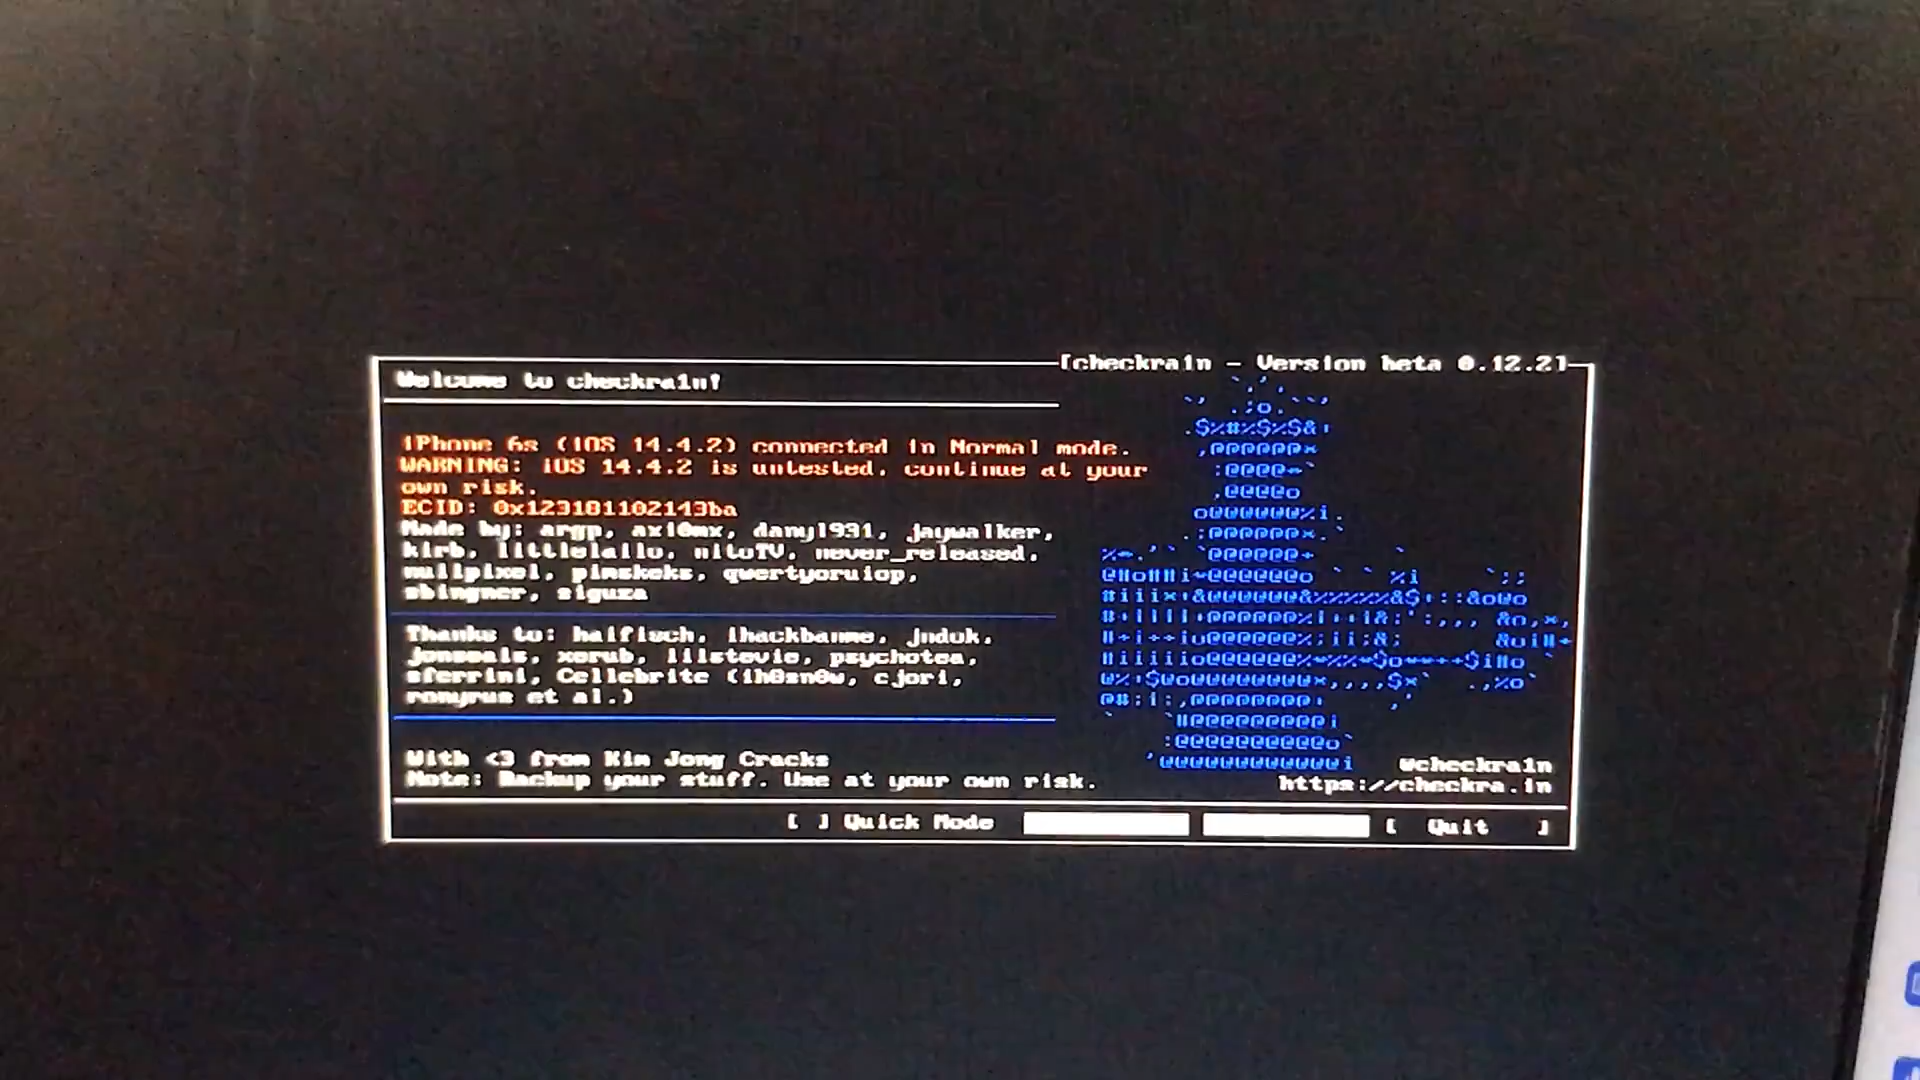 [checkra1n - Version beta 0.12.2]
Welcome to checkra1n!
iPhone 6s (iOS 14.4.2) connected in Normal mode.
WARNING: iOS 14.4.2 is untested, continue at your
own risk.
ECID: 0x123181102143ba
Made by: argp, axi0mx, danyl931, jaywalker,
kirb, littlelailo, nitoTV, never_released,
nullpixel, pimskeks, qwertyoruiop,
sbingner, siguza
Thanks to: haifisch, ihackbanme, jndok,
jonseals, xerub, lilstevie, psychotea,
sferrini, Cellebrite (ih8sn0w, cjori,
ronyrus et al.)
With <3 from Kim Jong Cracks
Note: Backup your stuff. Use at your own risk.
@checkra1n
https://checkra.in
[ ] Quick Mode
[ Quit ]